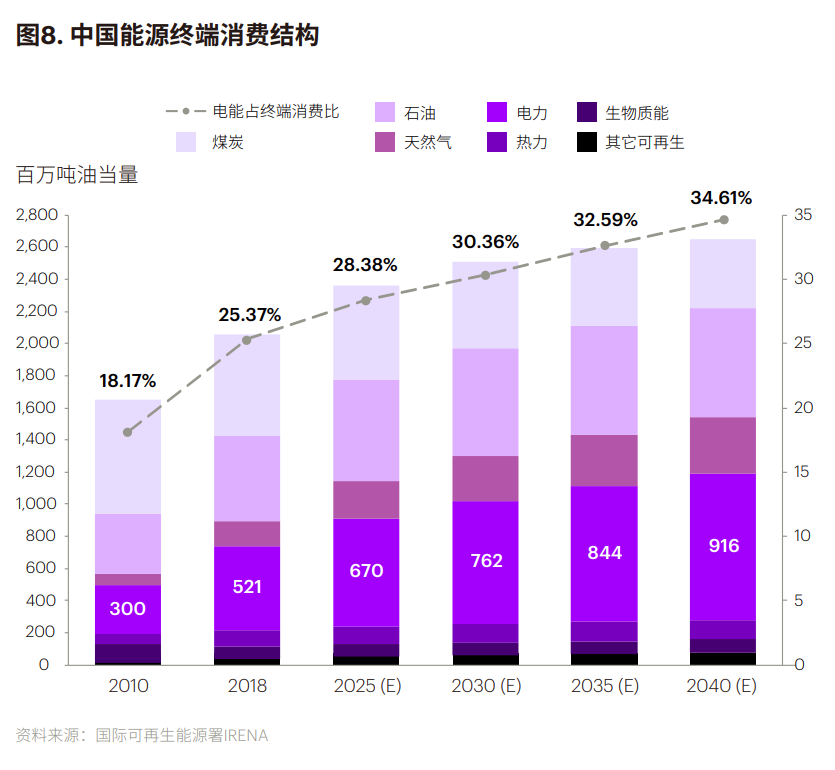 图8. 中国能源终端消费结构
电能占终端消费比 石油 电力 生物质能
煤炭 天然气 热力 其它可再生
百万吨油当量
34.61%
2,800 32.59% 35
2,600 30.36%
2,400 28.38% 30
2,200 25.37%
2,000 25
1,800 18.17%
1,600 20
1,400
1,200 15
1,000
800 916 10
600 300 521 670 762 844
400 5
200
0 0
2010 2018 2025 (E) 2030 (E) 2035 (E) 2040 (E)
资料来源：国际可再生能源署IRENA